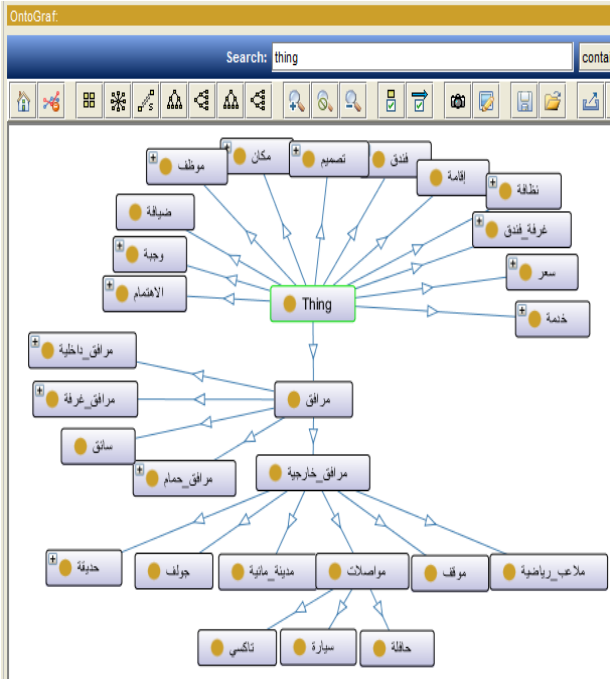 OntoGraf:
Search: thing contai
موظف
مكان
تصميم
فندق
إقامة
نظافة
ضيافة
غرفة_فندق
وجبة
سعر
الاهتمام
Thing
خدمة
مرافق_داخلية
مرافق_غرفة
مرافق
سائق
مرافق_حمام
مرافق_خارجية
حديقة
جولف
مدينة_مائية
مواصلات
موقف
ملاعب_رياضية
تاكسي
سيارة
حافلة